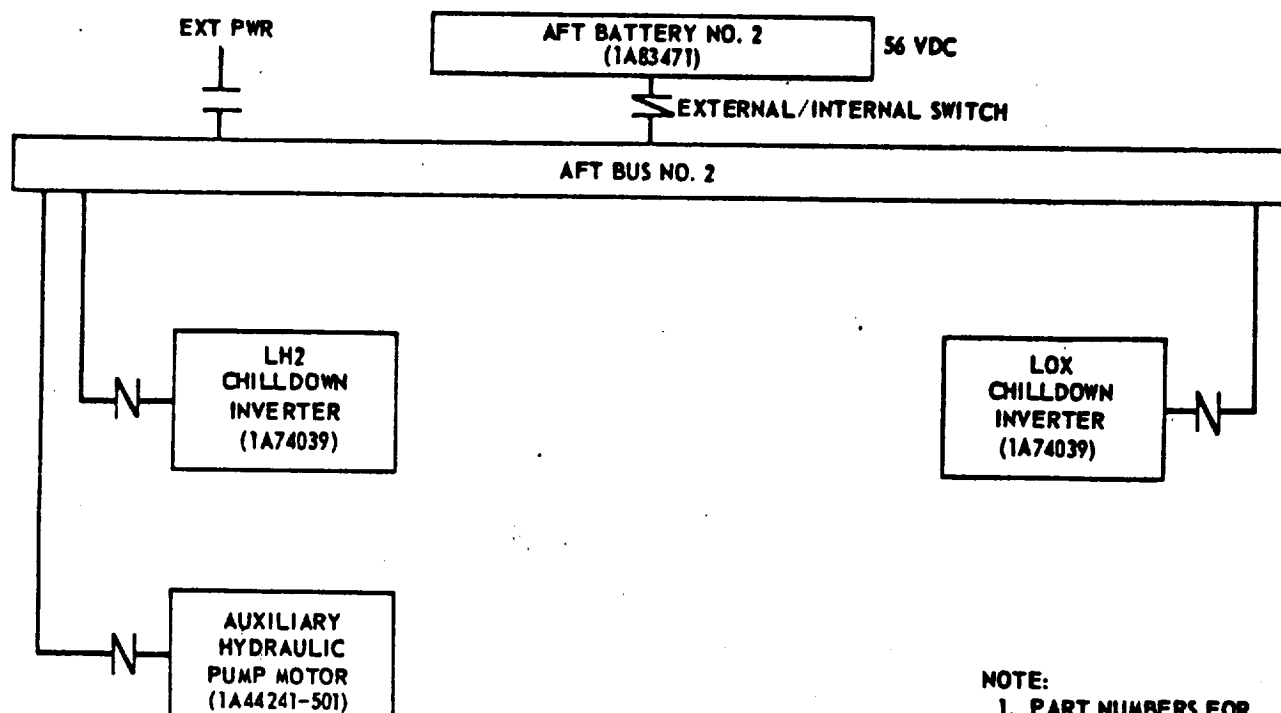 EXT PWR
AFT BATTERY NO. 2
(1A83471)
56 VDC
EXTERNAL/INTERNAL SWITCH
AFT BUS NO. 2
LH2
CHILLDOWN
INVERTER
(1A74039)
LOX
CHILLDOWN
INVERTER
(1A74039)
AUXILIARY
HYDRAULIC
PUMP MOTOR
(1A44241-501)
NOTE:
1. PART NUMBERS FOR